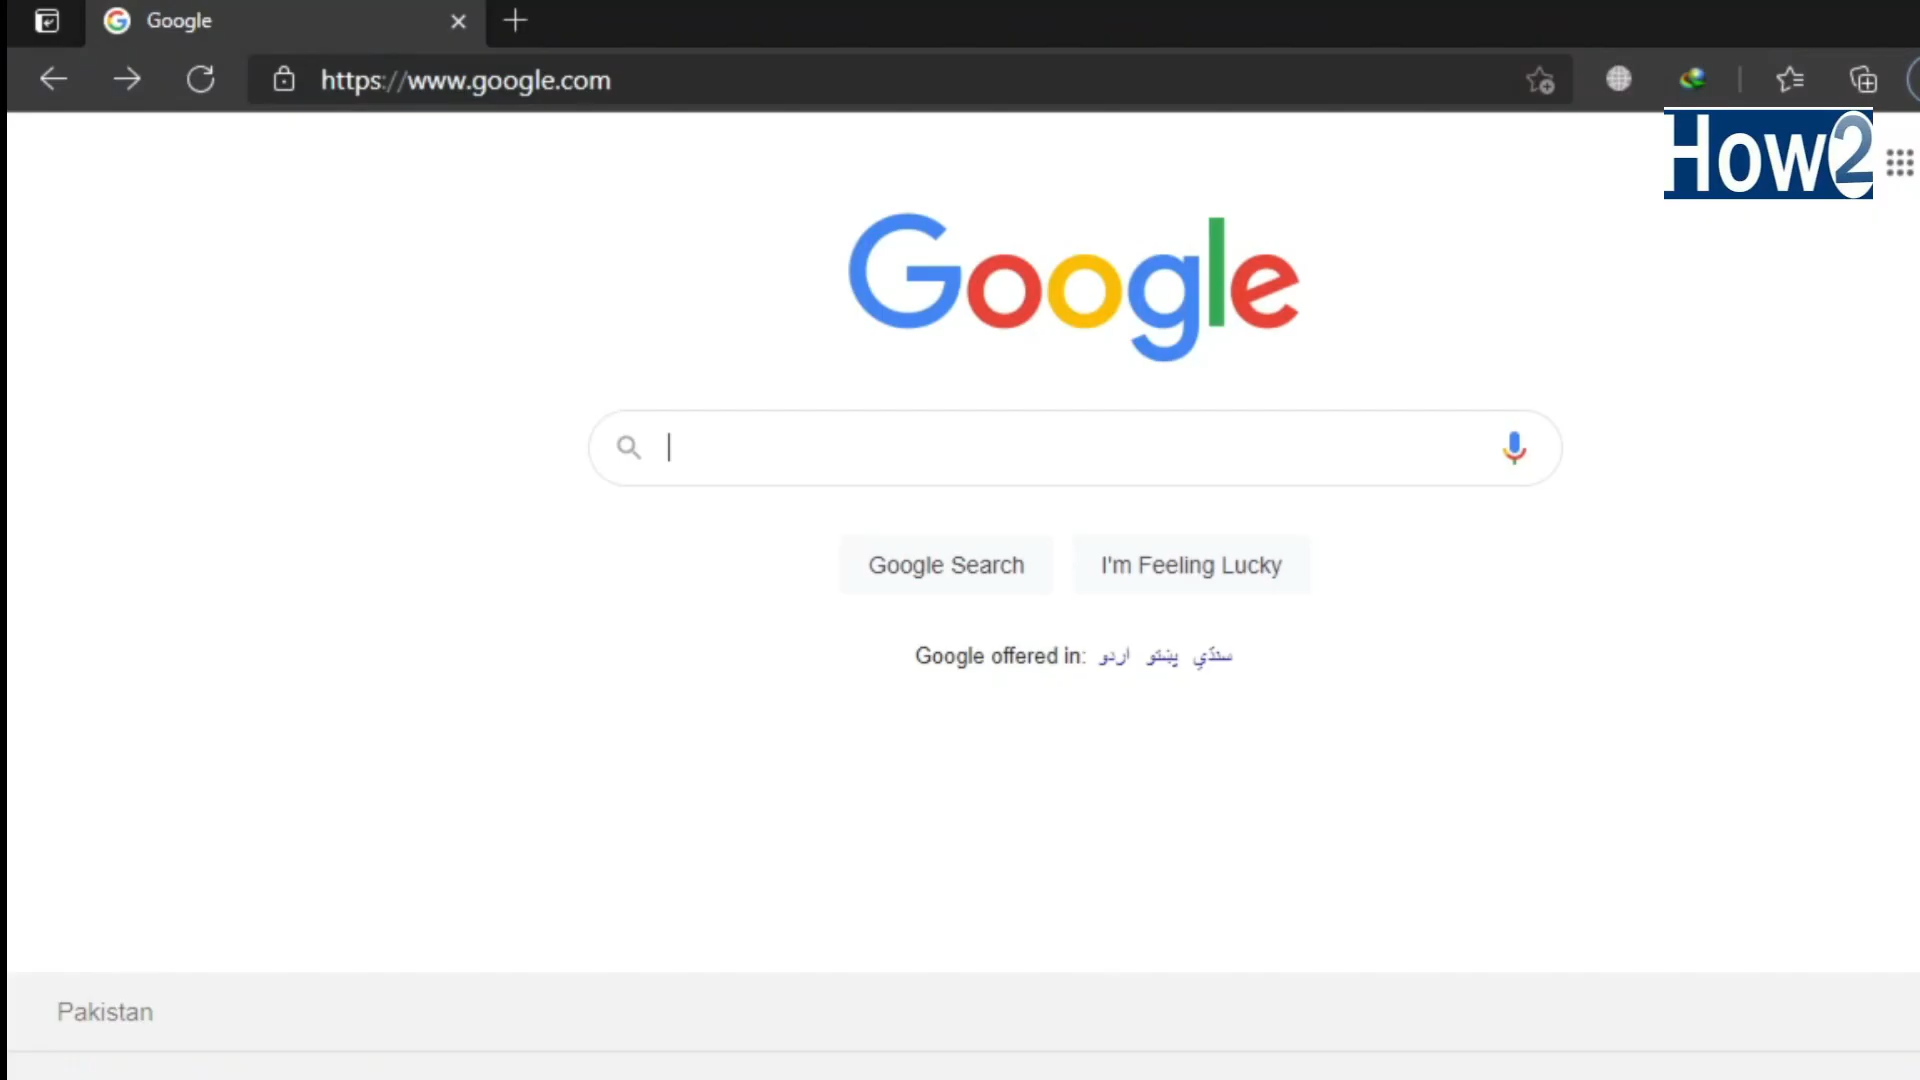 Google
https://www.google.com
How2
Google
Google Search
I'm Feeling Lucky
Google offered in: اردو پښتو سنڌي
Pakistan